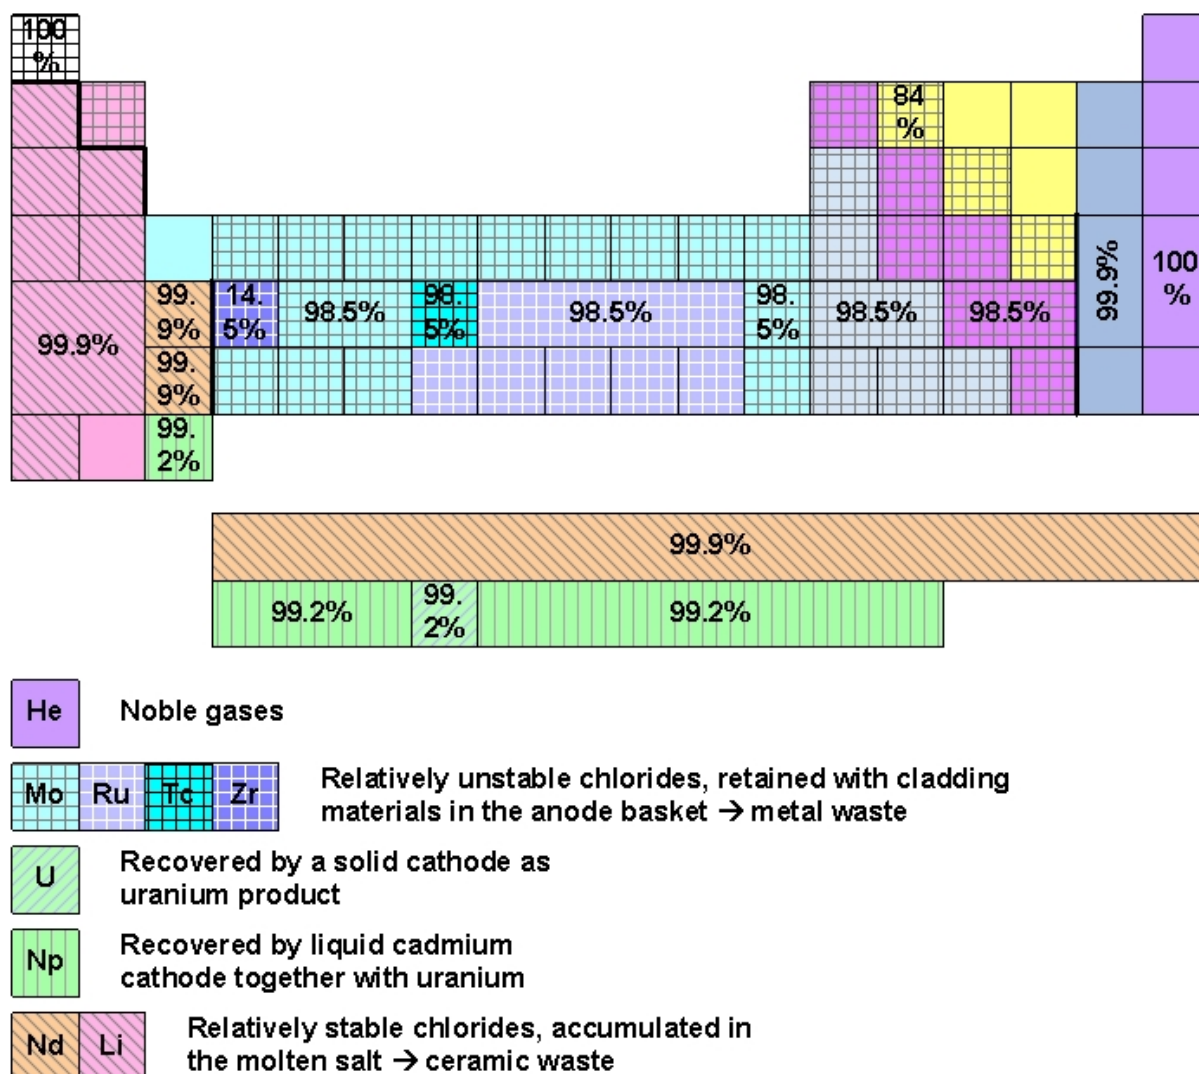 100
%
84
%
99.9%
100
%
99.
9%
14.
5%
98.5%
98.
5%
98.5%
98.
5%
98.5%
98.5%
99.9%
99.
9%
99.
2%
99.9%
99.2%
99.
2%
99.2%
He
Noble gases
Mo Ru Tc Zr
Relatively unstable chlorides, retained with cladding
materials in the anode basket → metal waste
U
Recovered by a solid cathode as
uranium product
Np
Recovered by liquid cadmium
cathode together with uranium
Nd Li
Relatively stable chlorides, accumulated in
the molten salt → ceramic waste